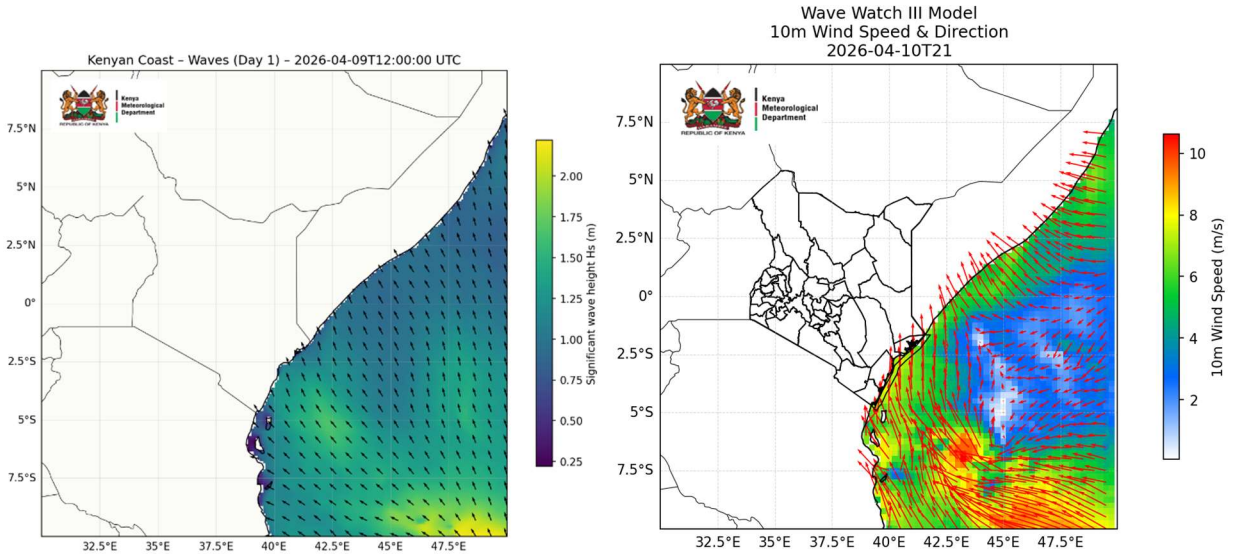 Kenyan Coast – Waves (Day 1) – 2026-04-09T12:00:00 UTC
Kenya
Meteorological
Department
REPUBLIC OF KENYA
7.5°N
5°N
2.5°N
0°
2.5°S
5°S
7.5°S
32.5°E 35°E 37.5°E 40°E 42.5°E 45°E 47.5°E
2.00
1.75
1.50
1.25
1.00
0.75
0.50
0.25
Significant wave height Hs (m)
Wave Watch III Model
10m Wind Speed & Direction
2026-04-10T21
Kenya
Meteorological
Department
REPUBLIC OF KENYA
7.5°N
5°N
2.5°N
0°
2.5°S
5°S
7.5°S
32.5°E 35°E 37.5°E 40°E 42.5°E 45°E 47.5°E
10
8
6
4
2
10m Wind Speed (m/s)